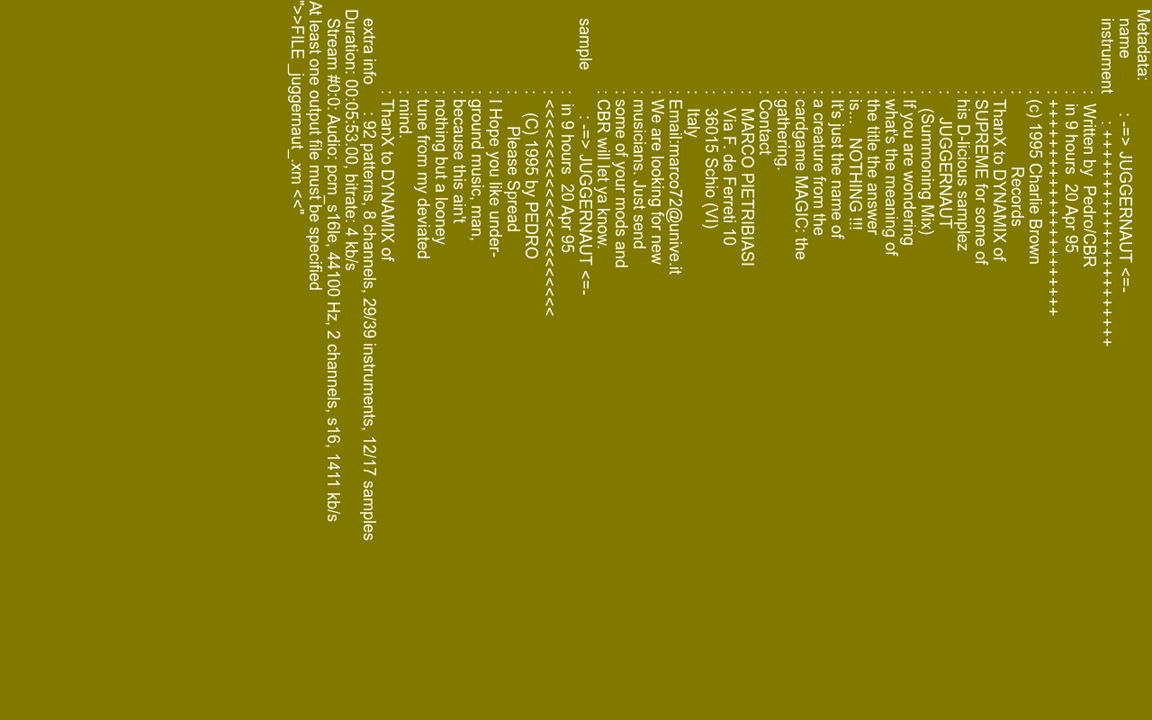 Metadata:
name : -=> JUGGERNAUT <=-
instrument : ++++++++++++++++++++++
: Written by Pedro/CBR
: in 9 hours 20 Apr 95
: ++++++++++++++++++++++
: (c) 1995 Charlie Brown
: Records
: ThanX to DYNAMIX of
: SUPREME for some of
: his D-licious samplez
: JUGGERNAUT
: (Summoning Mix)
: If you are wondering
: what's the meaning of
: the title the answer
: is... NOTHING !!!
: It's just the name of
: a creature from the
: cardgame MAGIC: the
: gathering.
: Contact
: MARCO PIETRIBIASI
: Via F. de Ferreti 10
: 36015 Schio (VI)
: Italy
: Email:marco72@unive.it
: We are looking for new
: musicians. Just send
: some of your mods and
: CBR will let ya know.
sample : -=> JUGGERNAUT <=-
: in 9 hours 20 Apr 95
: <<<<<<<<<<<<<<<<<<<<<<
: (C) 1995 by PEDRO
: Please Spread
: I Hope you like under-
: ground music, man,
: because this ain't
: nothing but a looney
: tune from my deviated
: mind.
: ThanX to DYNAMIX of
extra info : 92 patterns, 8 channels, 29/39 instruments, 12/17 samples
Duration: 00:05:53.00, bitrate: 4 kb/s
Stream #0:0: Audio: pcm_s16le, 44100 Hz, 2 channels, s16, 1411 kb/s
At least one output file must be specified
">>FILE_juggernaut_.xm <<"